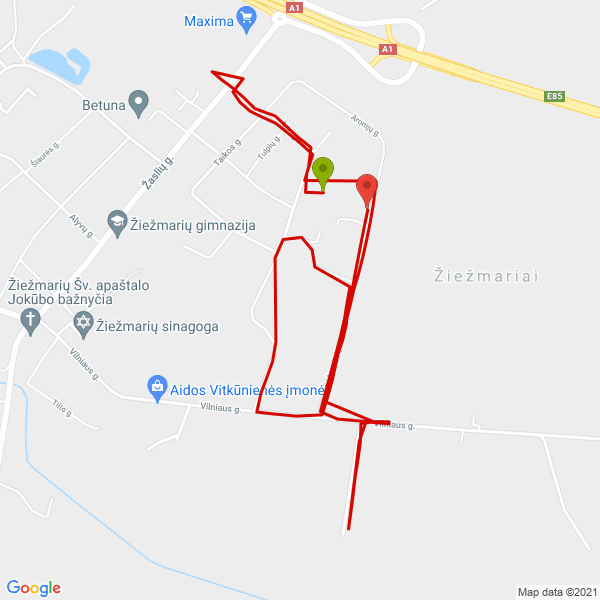 A1
Maxima
A1
E85
Betuna
Aronijų g.
Taikos g.
Tulpių g.
Šiaurės g.
Žaslių g.
Alyvų g.
Žiežmarių gimnazija
Žiežmariai
Žiežmarių Šv. apaštalo
Jokūbo bažnyčia
Žiežmarių sinagoga
Vilniaus g.
Aidos Vitkūnienės įmonė
Tilto g.
Vilniaus g.
Vilniaus g.
Google
Map data ©2021